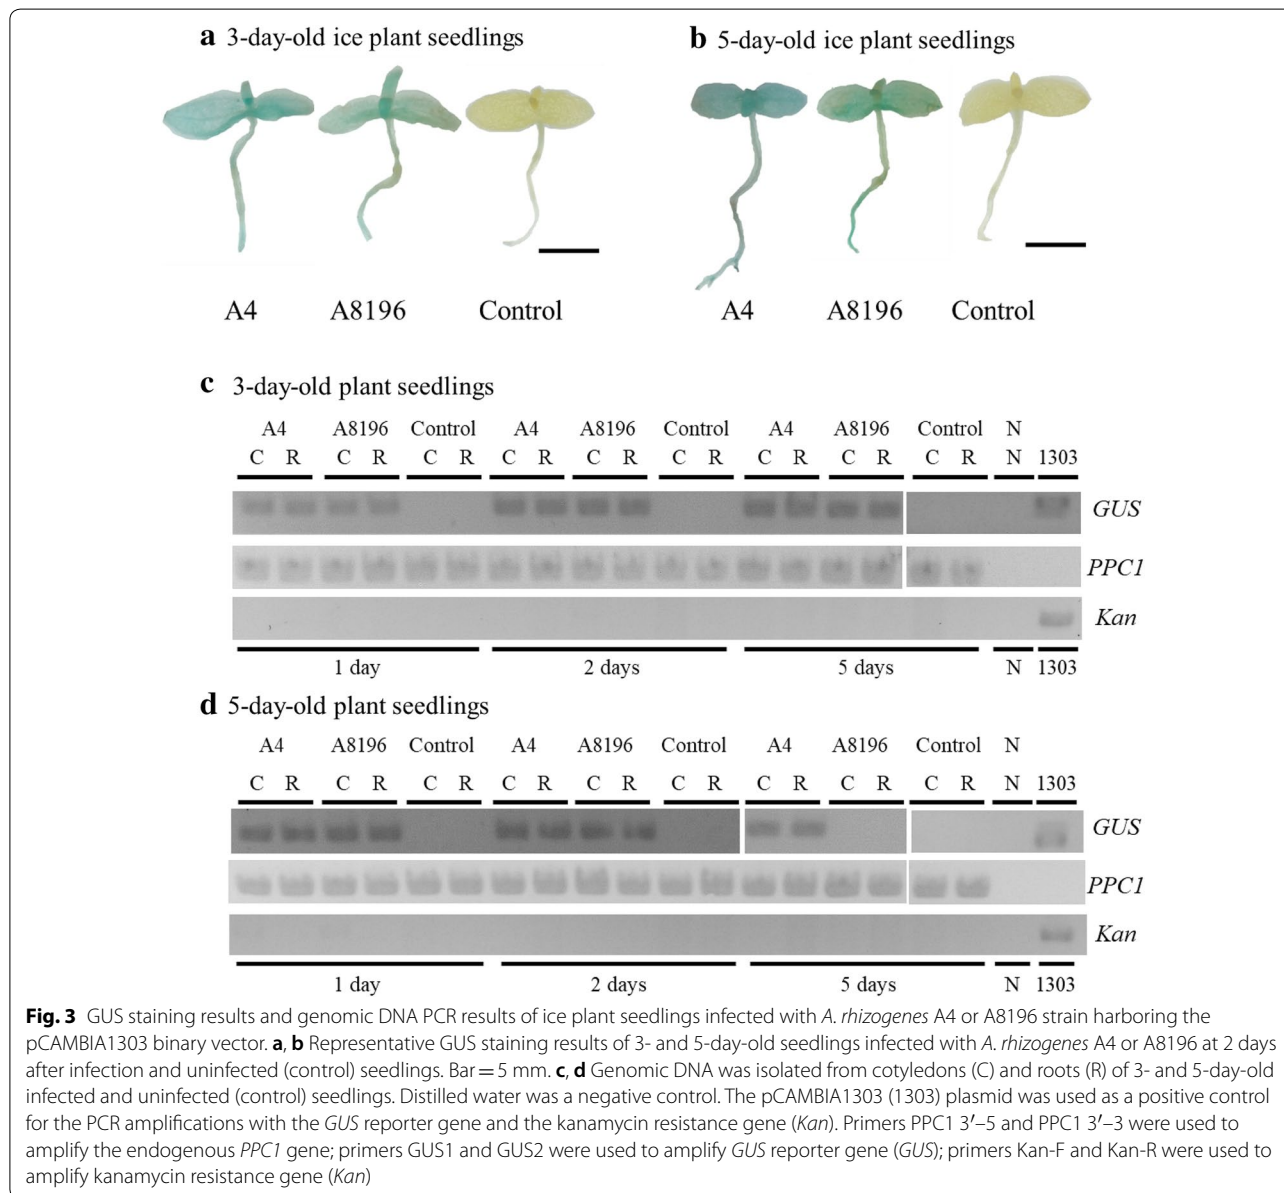 a 3-day-old ice plant seedlings
b 5-day-old ice plant seedlings
A4 A8196 Control
A4 A8196 Control
c 3-day-old plant seedlings
A4 A8196 Control A4 A8196 Control A4 A8196 Control N
C R C R C R C R C R C R C R C R C R N 1303
GUS
PPC1
Kan
1 day 2 days 5 days N 1303
d 5-day-old plant seedlings
A4 A8196 Control A4 A8196 Control A4 A8196 Control N
C R C R C R C R C R C R C R C R C R N 1303
GUS
PPC1
Kan
1 day 2 days 5 days N 1303
Fig. 3 GUS staining results and genomic DNA PCR results of ice plant seedlings infected with A. rhizogenes A4 or A8196 strain harboring the
pCAMBIA1303 binary vector. a, b Representative GUS staining results of 3- and 5-day-old seedlings infected with A. rhizogenes A4 or A8196 at 2 days
after infection and uninfected (control) seedlings. Bar = 5 mm. c, d Genomic DNA was isolated from cotyledons (C) and roots (R) of 3- and 5-day-old
infected and uninfected (control) seedlings. Distilled water was a negative control. The pCAMBIA1303 (1303) plasmid was used as a positive control
for the PCR amplifications with the GUS reporter gene and the kanamycin resistance gene (Kan). Primers PPC1 3′–5 and PPC1 3′–3 were used to
amplify the endogenous PPC1 gene; primers GUS1 and GUS2 were used to amplify GUS reporter gene (GUS); primers Kan-F and Kan-R were used to
amplify kanamycin resistance gene (Kan)